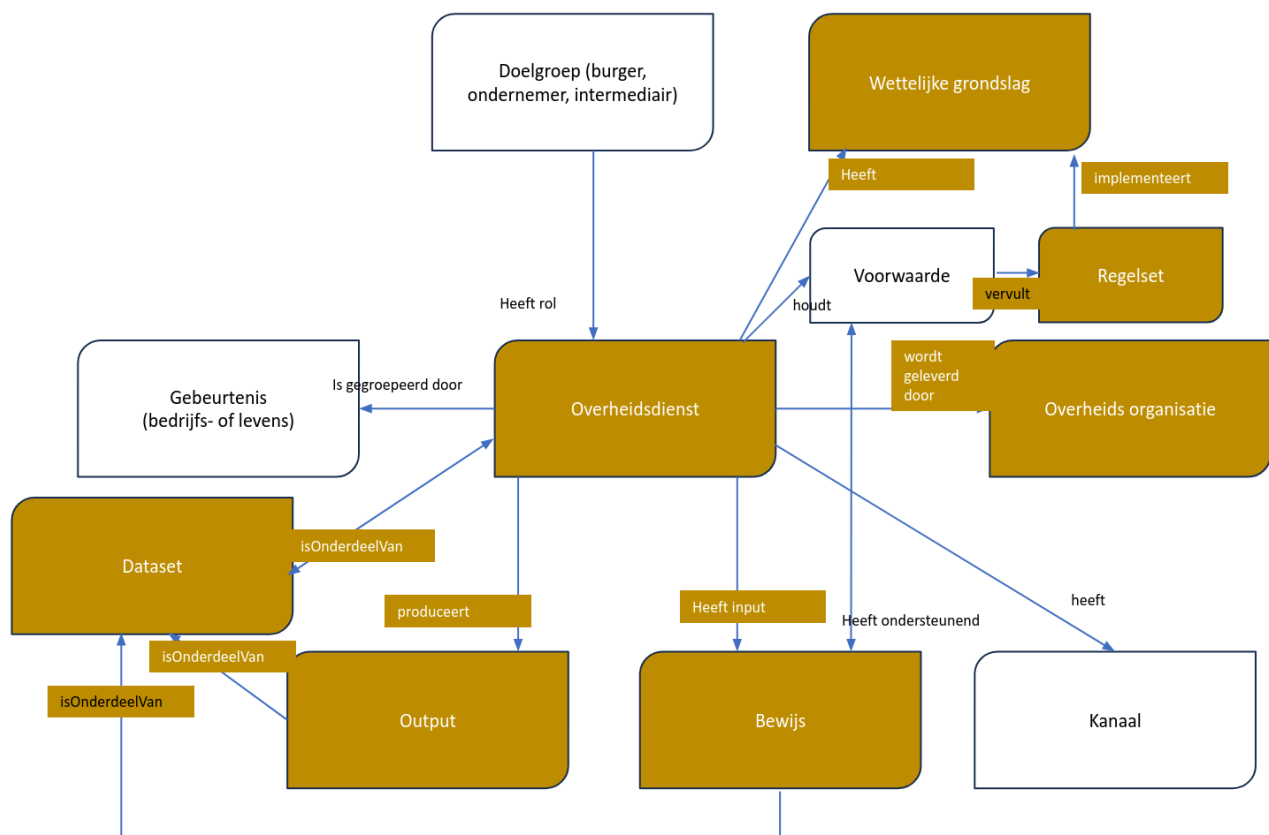 Doelgroep (burger,
ondernemer, intermediair)
Wettelijke grondslag
Heeft
implementeert
Voorwaarde
Regelset
vervult
houdt
Heeft rol
wordt
geleverd
door
Is gegroepeerd door
Gebeurtenis
(bedrijfs- of levens)
Overheidsdienst
Overheids organisatie
isOnderdeelVan
Dataset
produceert
Heeft input
heeft
Heeft ondersteunend
isOnderdeelVan
isOnderdeelVan
Output
Bewijs
Kanaal